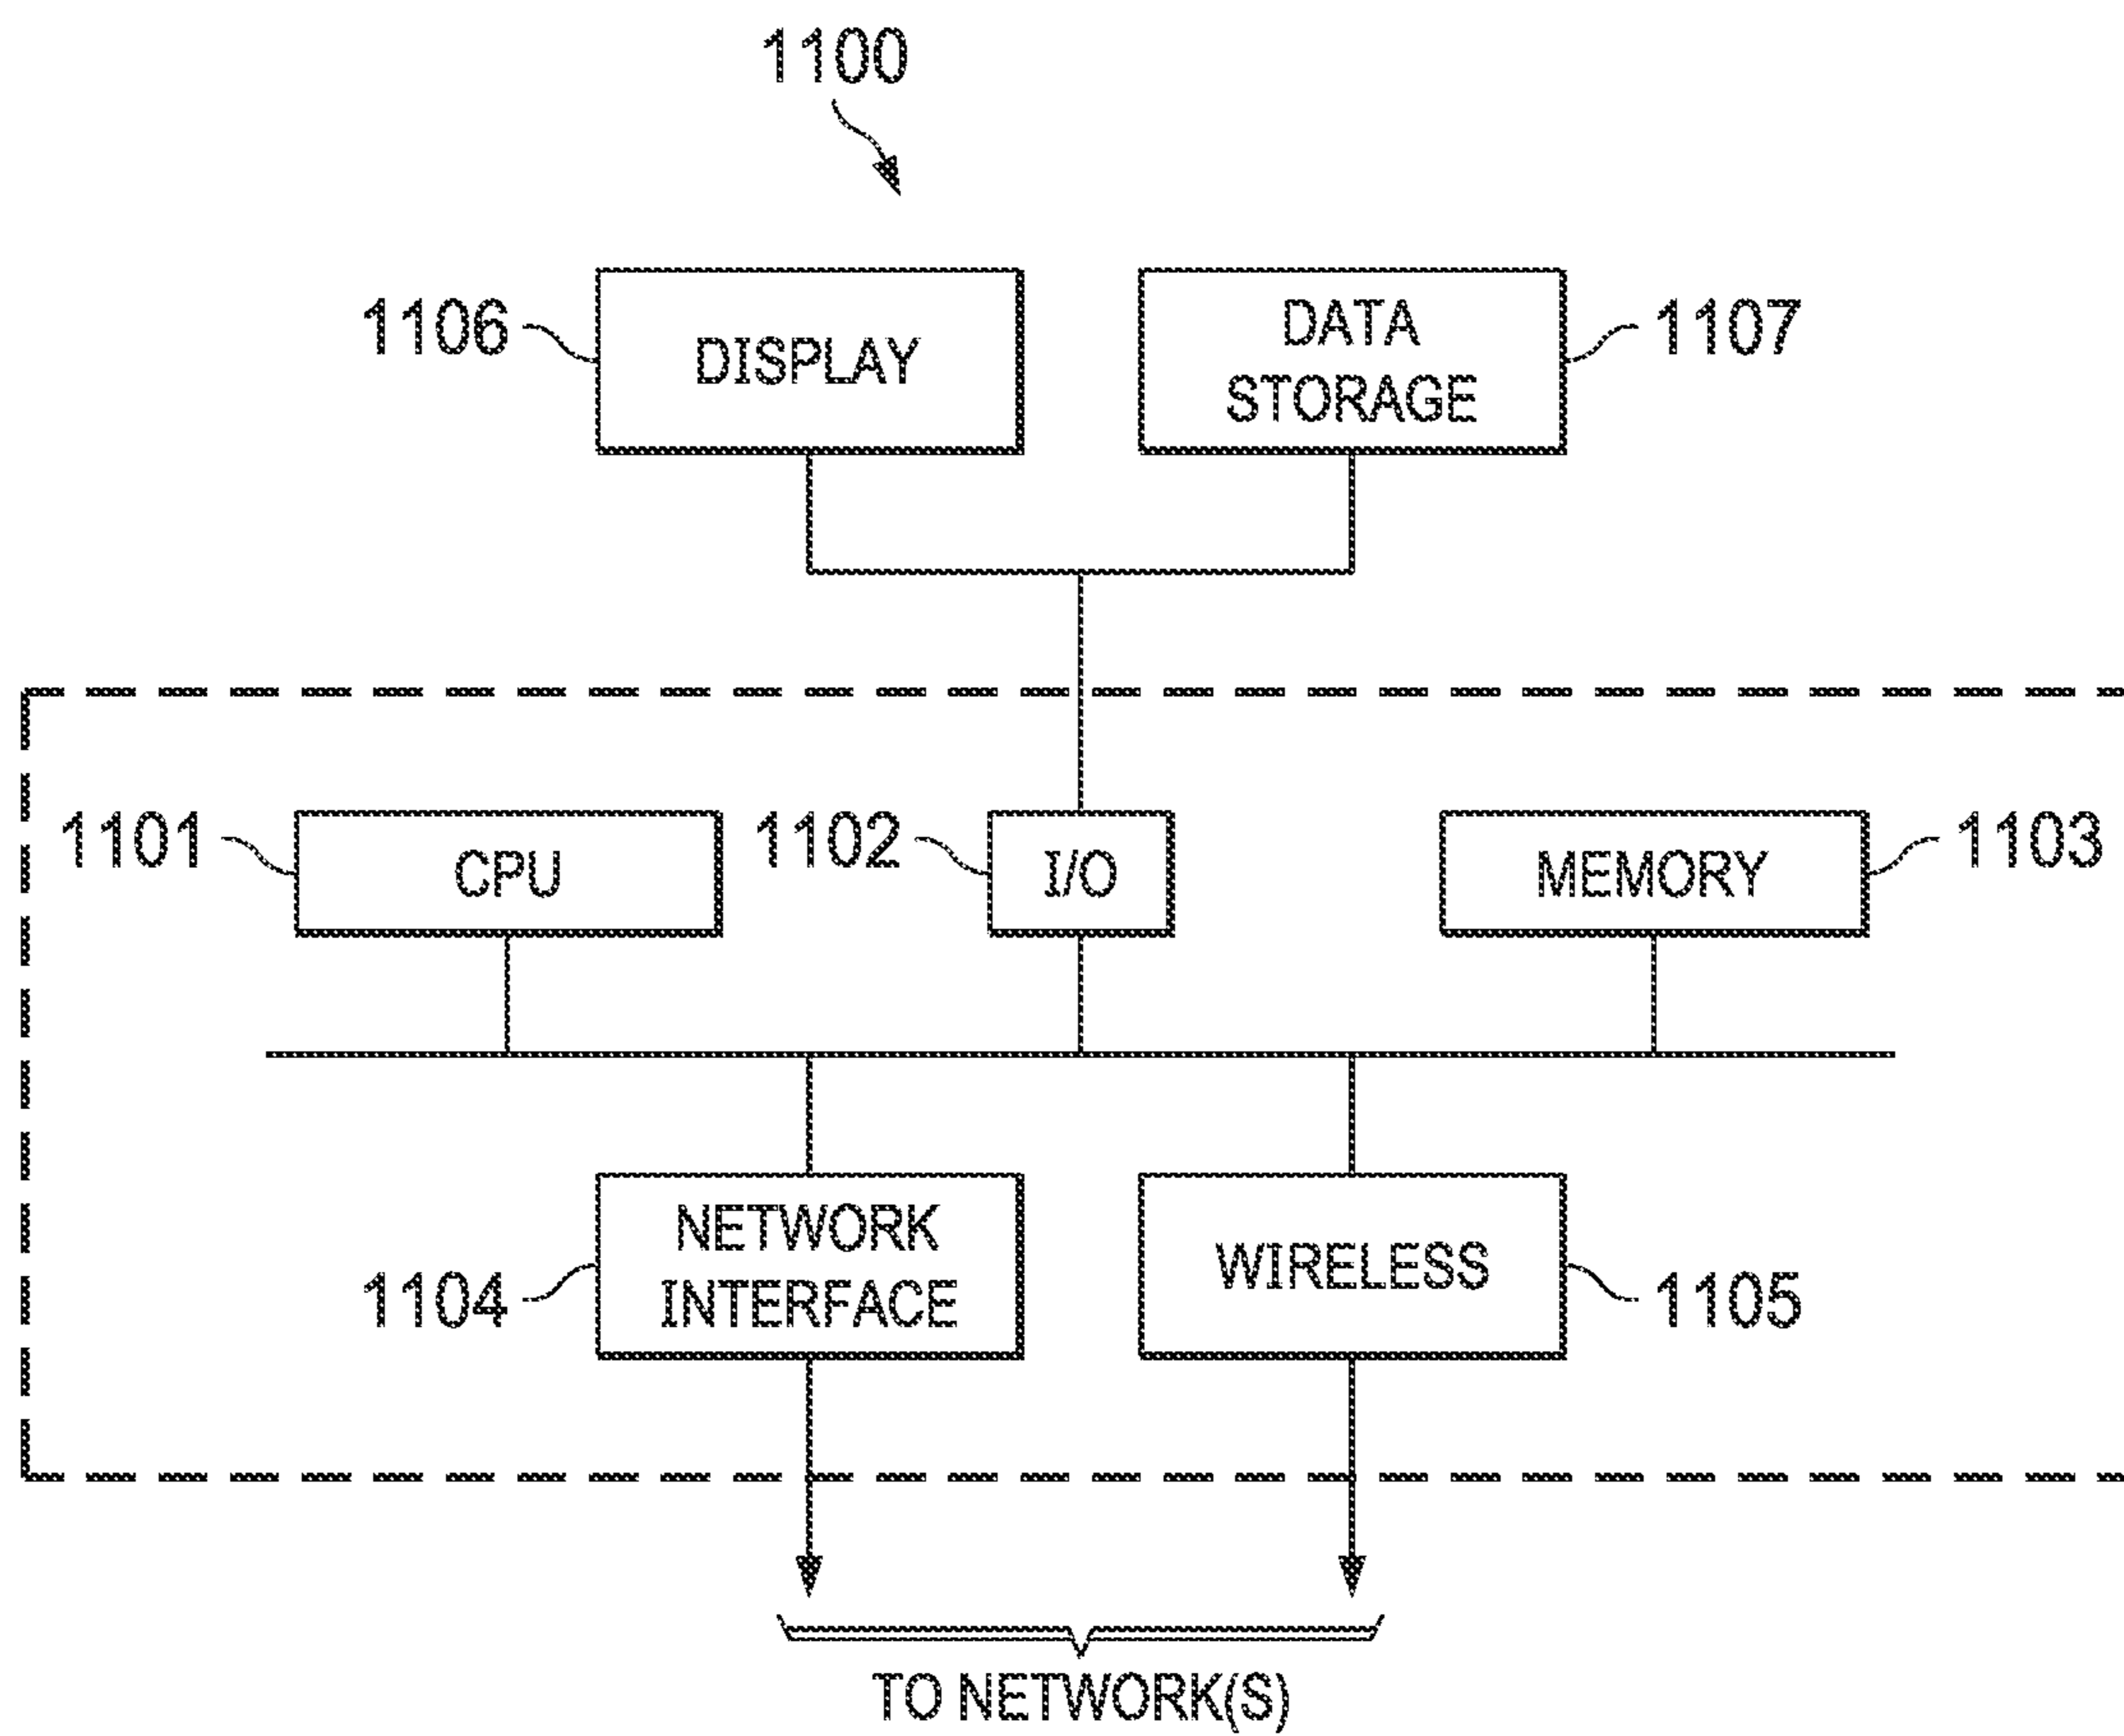 1100
1106
DISPLAY
DATA
STORAGE
1107
1101
CPU
1102
I/O
MEMORY
1103
NETWORK
INTERFACE
1104
WIRELESS
1105
TO NETWORK(S)